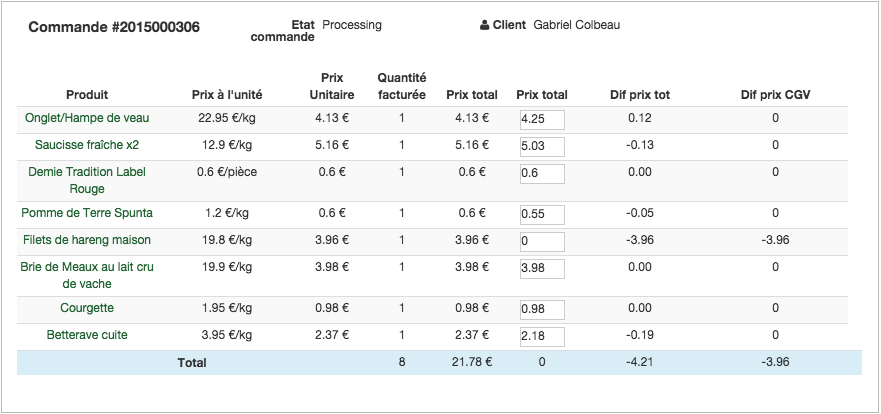 Commande #2015000306 Etat commande Processing Client Gabriel Colbeau
Produit Prix à l'unité Prix Unitaire Quantité facturée Prix total Prix total Dif prix tot Dif prix CGV
Onglet/Hampe de veau 22.95 €/kg 4.13 € 1 4.13 € 4.25 0.12 0
Saucisse fraîche x2 12.9 €/kg 5.16 € 1 5.16 € 5.03 -0.13 0
Demie Tradition Label Rouge 0.6 €/pièce 0.6 € 1 0.6 € 0.6 0.00 0
Pomme de Terre Spunta 1.2 €/kg 0.6 € 1 0.6 € 0.55 -0.05 0
Filets de hareng maison 19.8 €/kg 3.96 € 1 3.96 € 0 -3.96 -3.96
Brie de Meaux au lait cru de vache 19.9 €/kg 3.98 € 1 3.98 € 3.98 0.00 0
Courgette 1.95 €/kg 0.98 € 1 0.98 € 0.98 0.00 0
Betterave cuite 3.95 €/kg 2.37 € 1 2.37 € 2.18 -0.19 0
Total 8 21.78 € 0 -4.21 -3.96